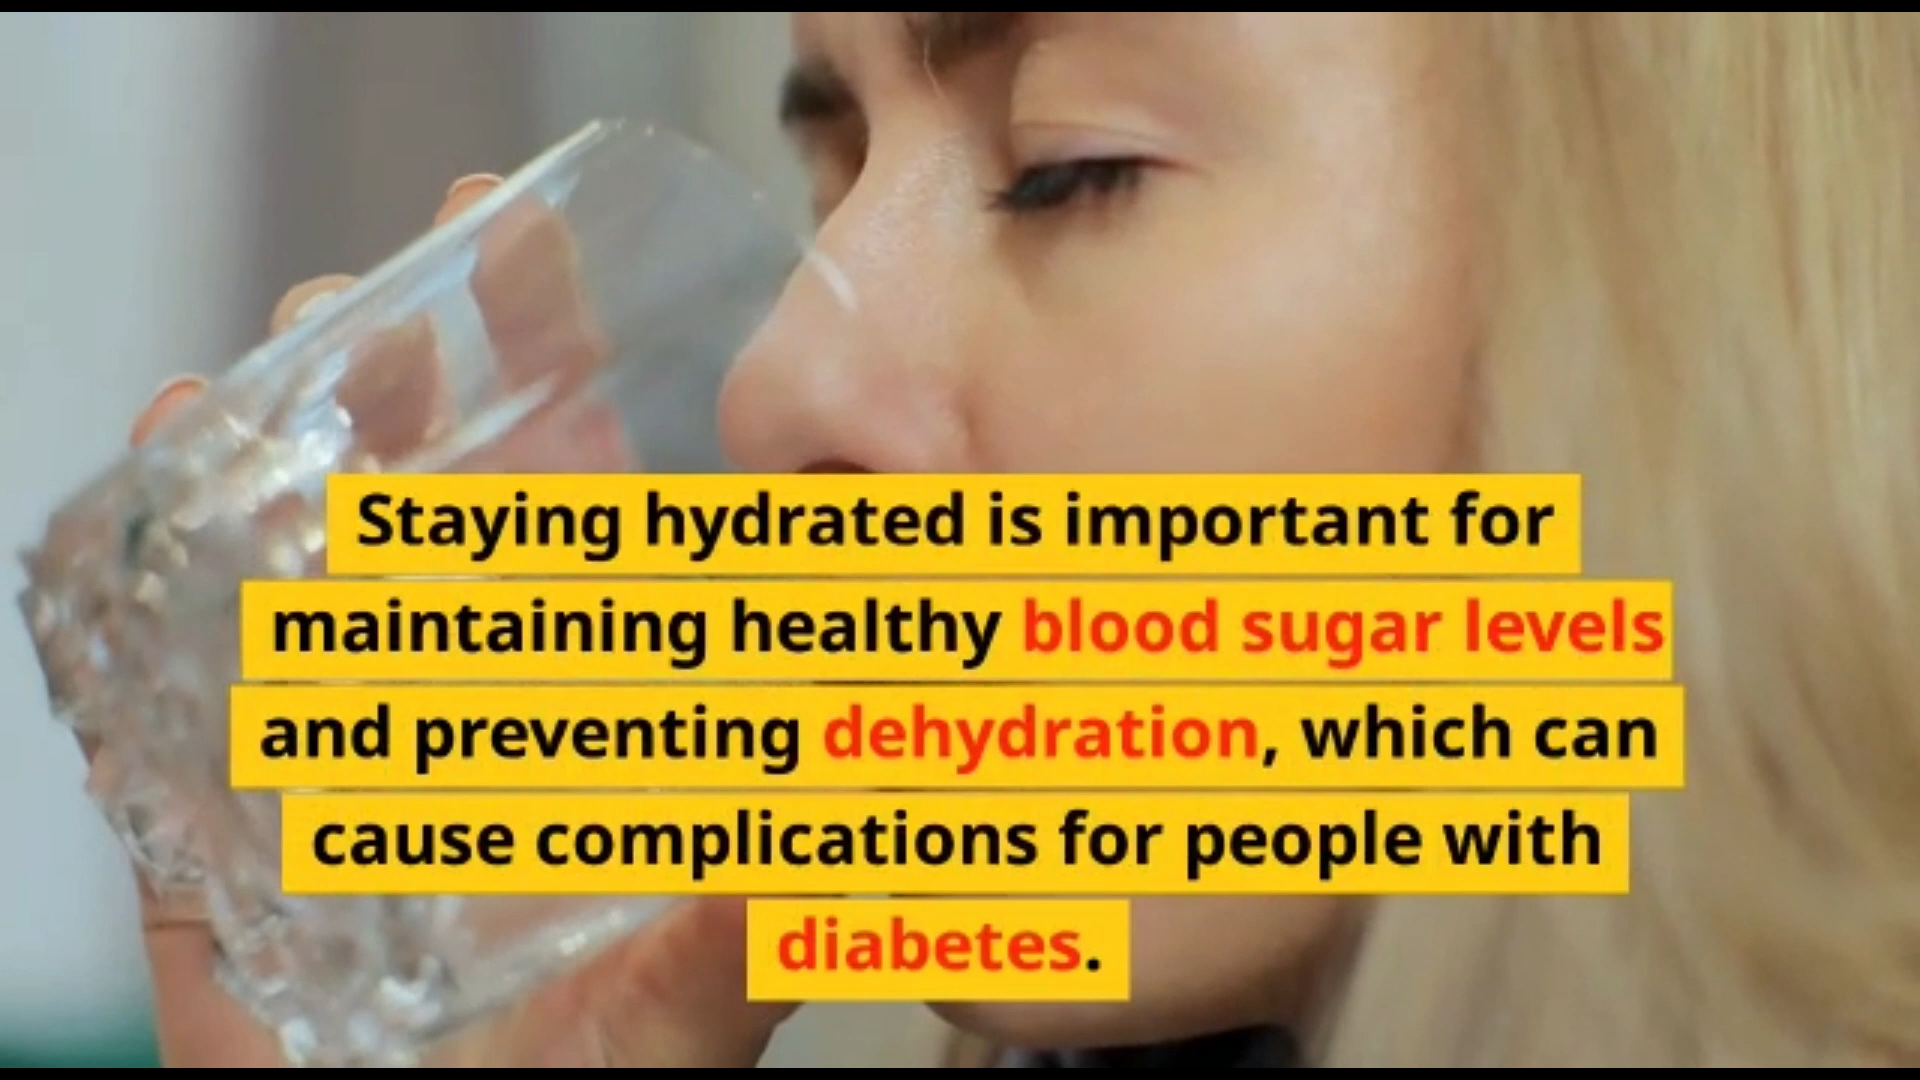 Staying hydrated is important for
maintaining healthy blood sugar levels
and preventing dehydration, which can
cause complications for people with
diabetes.